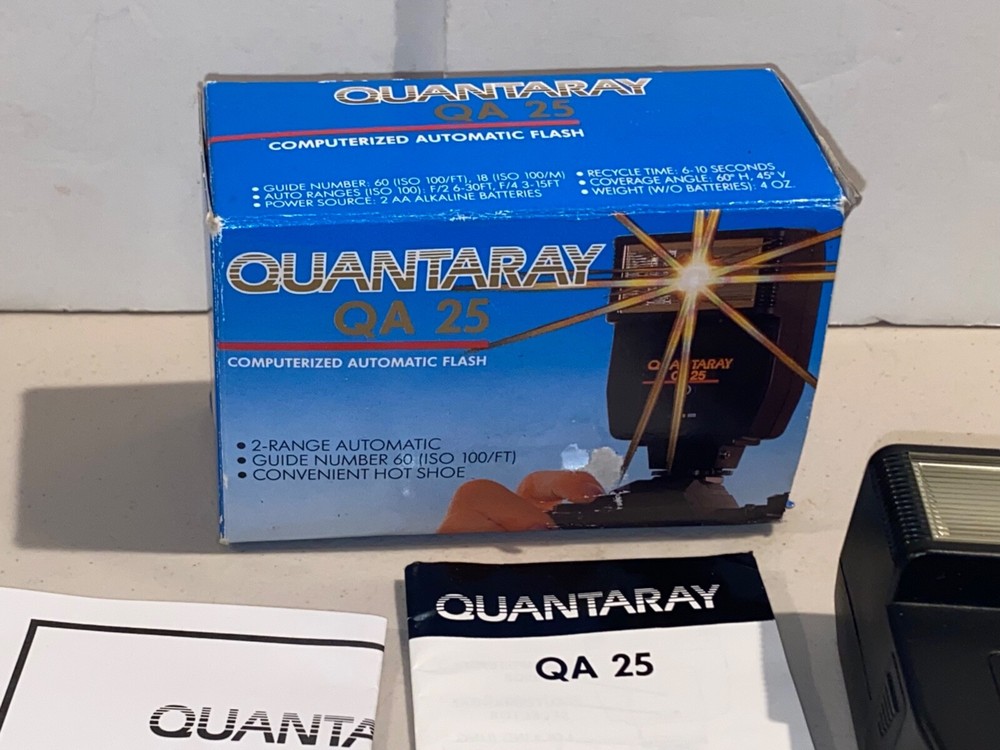 QUANTARAY
QA 25
COMPUTERIZED AUTOMATIC FLASH
• GUIDE NUMBER: 60 (ISO 100/FT), 18 (ISO 100/M)
• AUTO RANGES (ISO 100): F/2 6-30FT, F/4 3-15FT
• POWER SOURCE: 2 AA ALKALINE BATTERIES
• RECYCLE TIME: 6-10 SECONDS
• COVERAGE ANGLE: 60° H, 45° V
• WEIGHT (W/O BATTERIES): 4 OZ.
QUANTARAY
QA 25
COMPUTERIZED AUTOMATIC FLASH
• 2-RANGE AUTOMATIC
• GUIDE NUMBER 60 (ISO 100/FT)
• CONVENIENT HOT SHOE
QUANTARAY
QA 25
QUANTARAY
QA 25
QUANTA